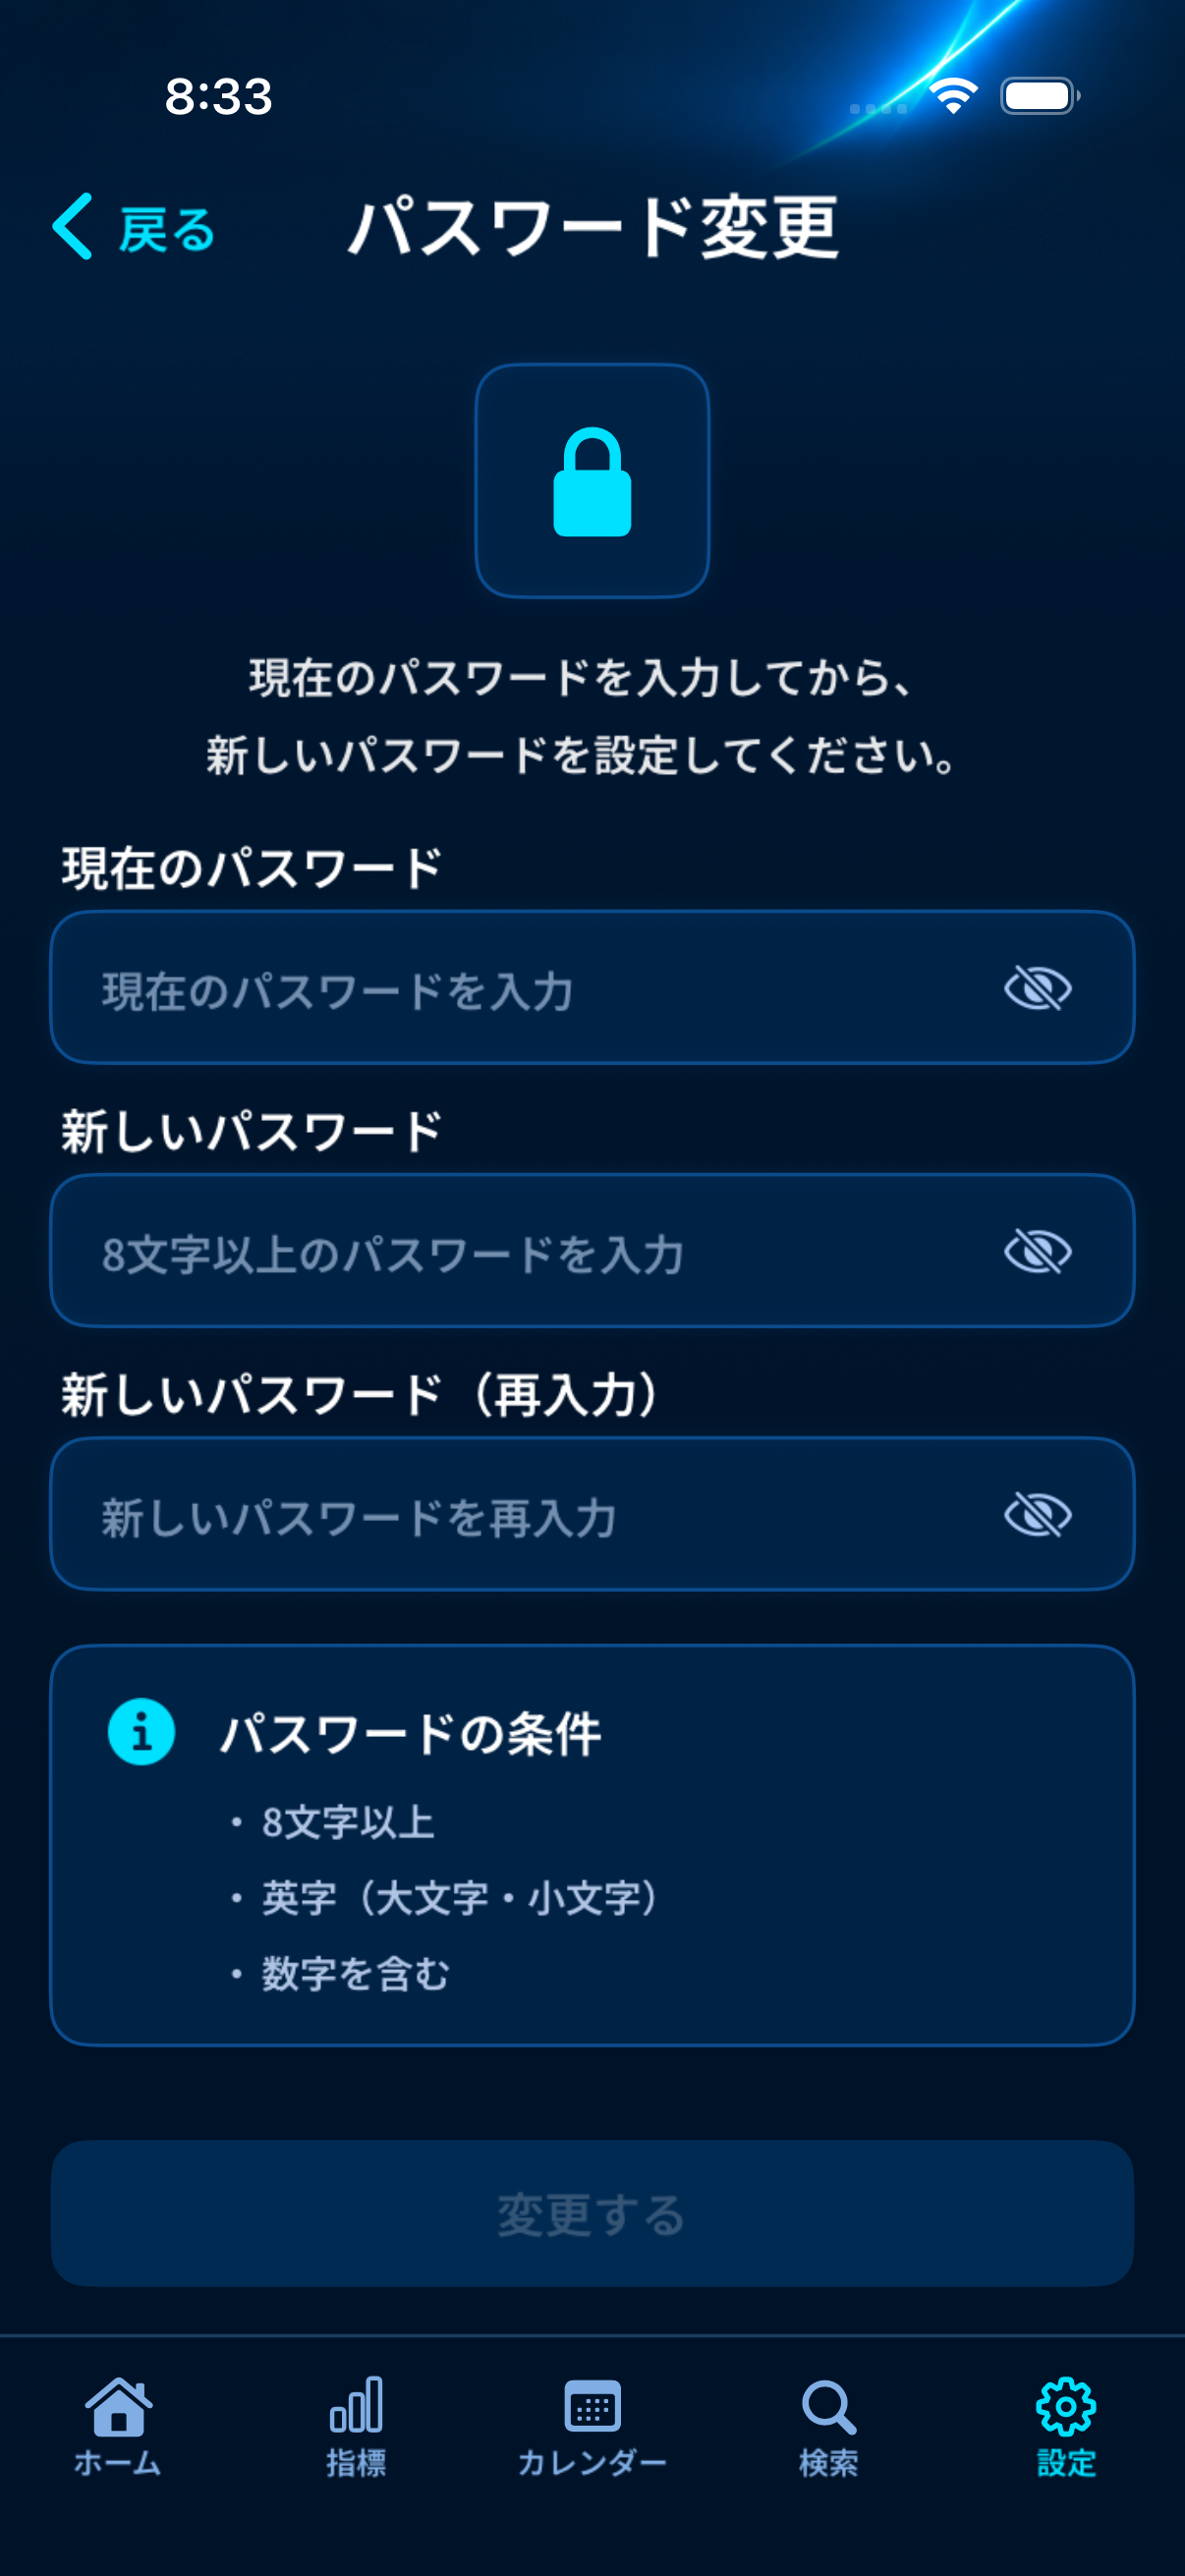 8:33
戻る
パスワード変更
現在のパスワードを入力してから、
新しいパスワードを設定してください。
現在のパスワード
現在のパスワードを入力
新しいパスワード
8文字以上のパスワードを入力
新しいパスワード（再入力）
新しいパスワードを再入力
パスワードの条件
・8文字以上
・英字（大文字・小文字）
・数字を含む
変更する
ホーム
指標
カレンダー
検索
設定